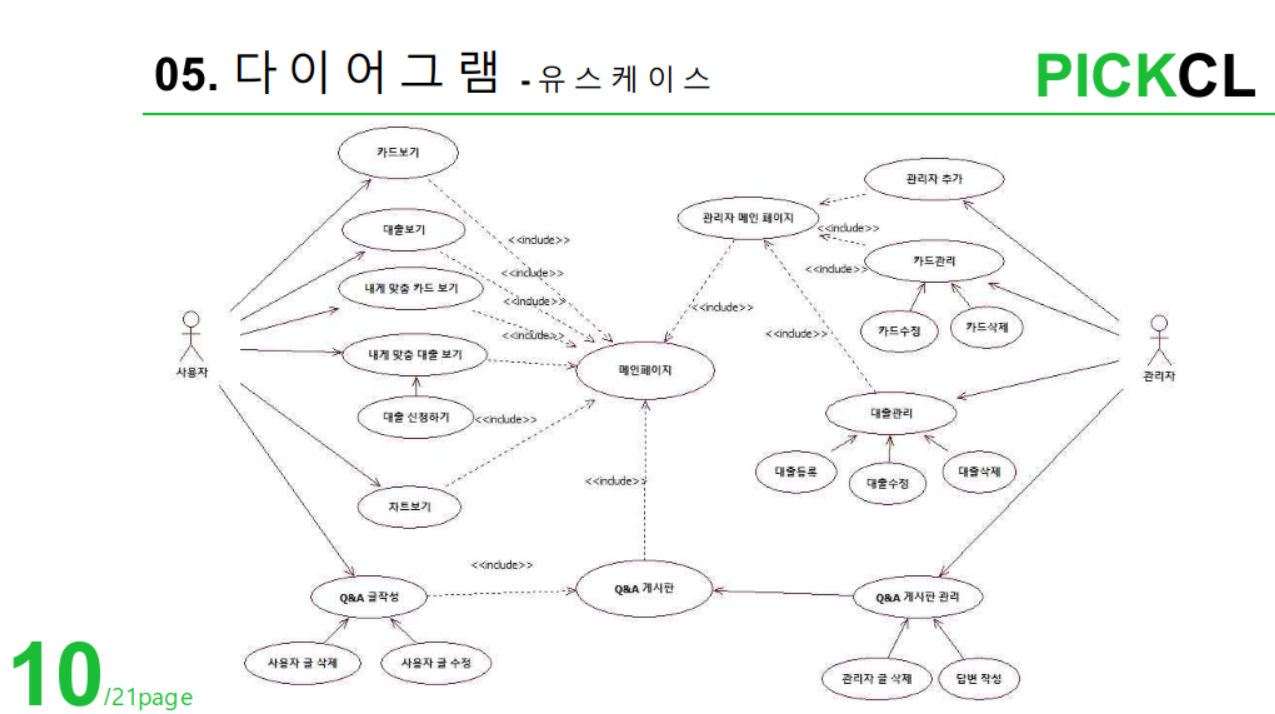 05. 다이어그램 -유스케이스
PICKCL
카드보기
관리자 추가
관리자 메인 페이지
대출보기
<<include>>
<<include>>
카드관리
<<include>>
<<include>>
내게 맞춤 카드 보기
<<include>>
<<include>>
카드수정
카드삭제
<<include>>
<<include>>
내게 맞춤 대출 보기
사용자
메인페이지
관리자
대출 신청하기
<<include>>
대출관리
대출등록
대출수정
대출삭제
<<include>>
차트보기
<<include>>
Q&A 글작성
Q&A 게시판
Q&A 게시판 관리
사용자 글 삭제
사용자 글 수정
관리자 글 삭제
답변 작성
10/21page